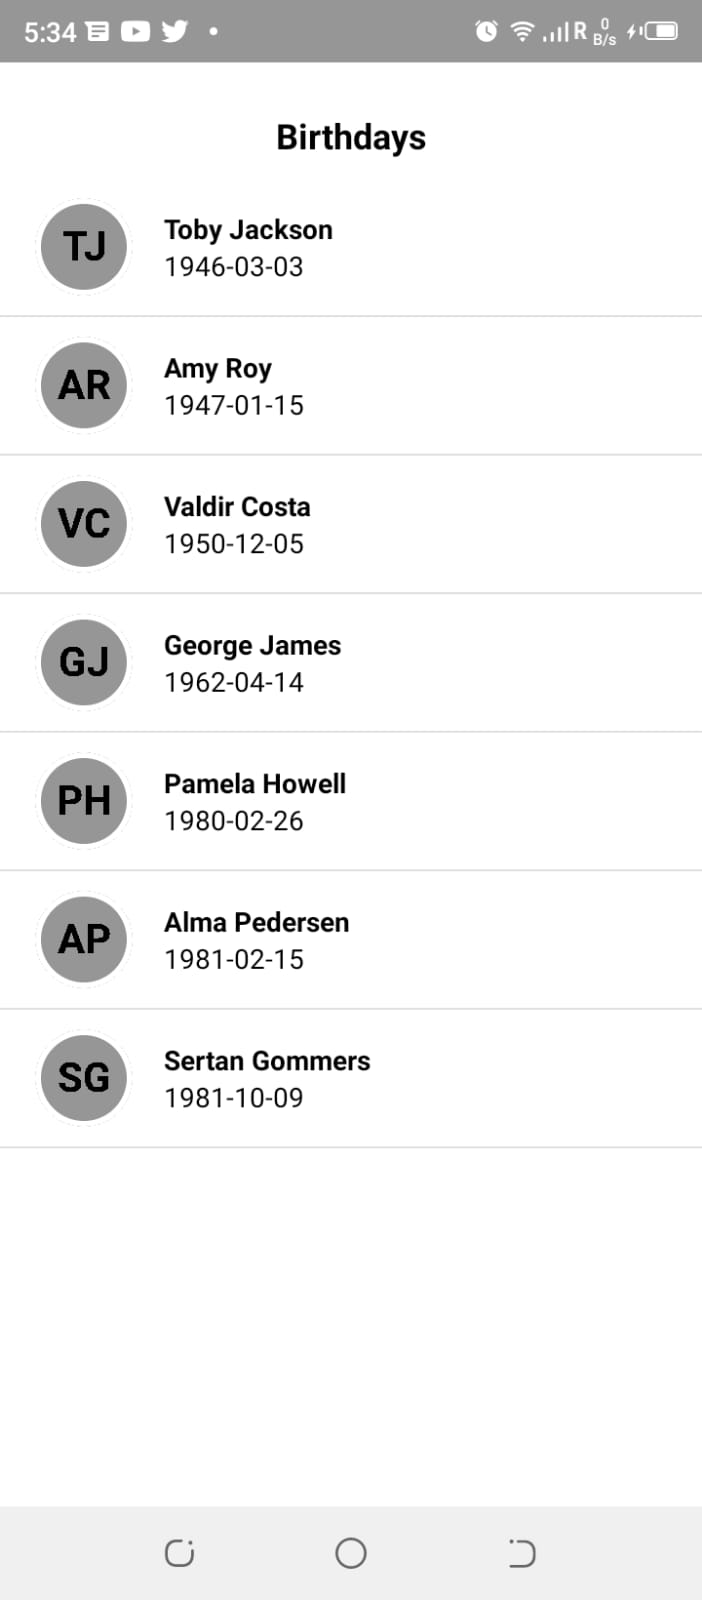 5:34 R 0 B/s
Birthdays
TJ
Toby Jackson
1946-03-03
AR
Amy Roy
1947-01-15
VC
Valdir Costa
1950-12-05
GJ
George James
1962-04-14
PH
Pamela Howell
1980-02-26
AP
Alma Pedersen
1981-02-15
SG
Sertan Gommers
1981-10-09